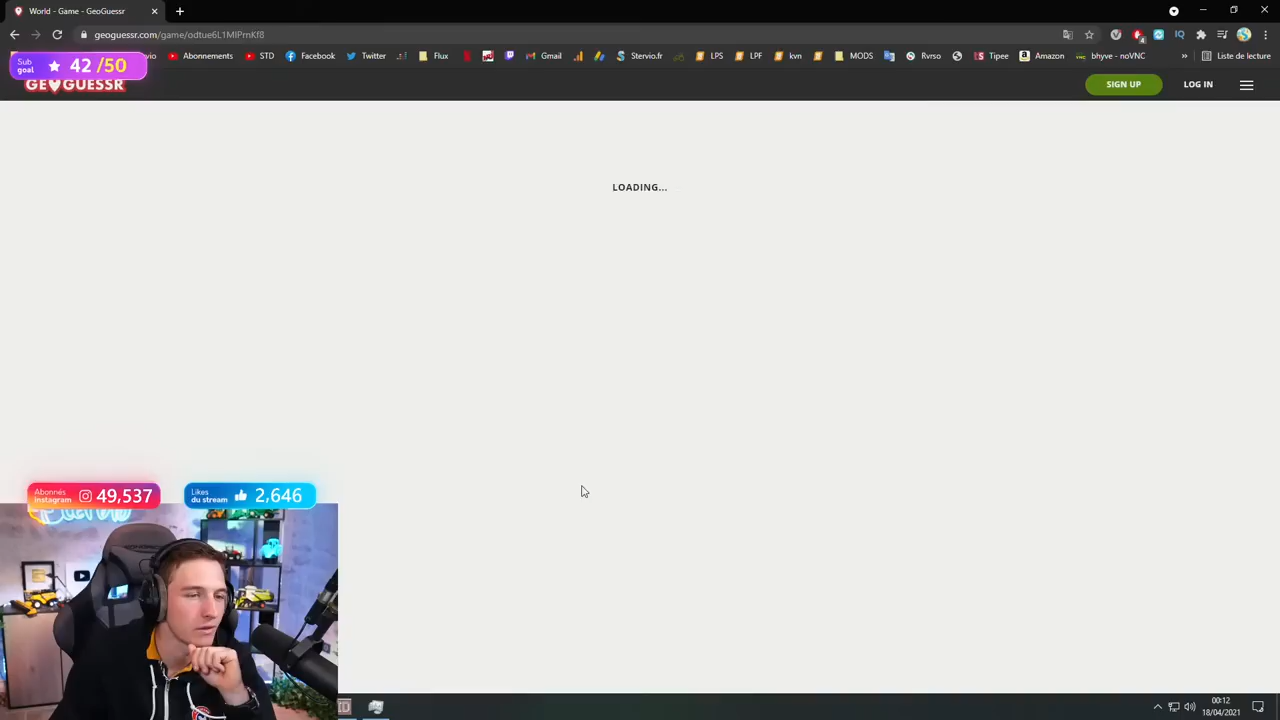 World - Game - GeoGuessr
geoguessr.com/game/odtue6L1MIPrnKf8
vio Abonnements STD Facebook Twitter Flux Gmail Stervio.fr LPS LPF kvn MODS Rvrso Tipee Amazon bhyve - noVNC » Liste de lecture
Sub goal 42 /50
GEOGUESSR SIGN UP LOG IN
LOADING...
Abonnés instagram 49,537 Likes du stream 2,646
00:12
18/04/2021